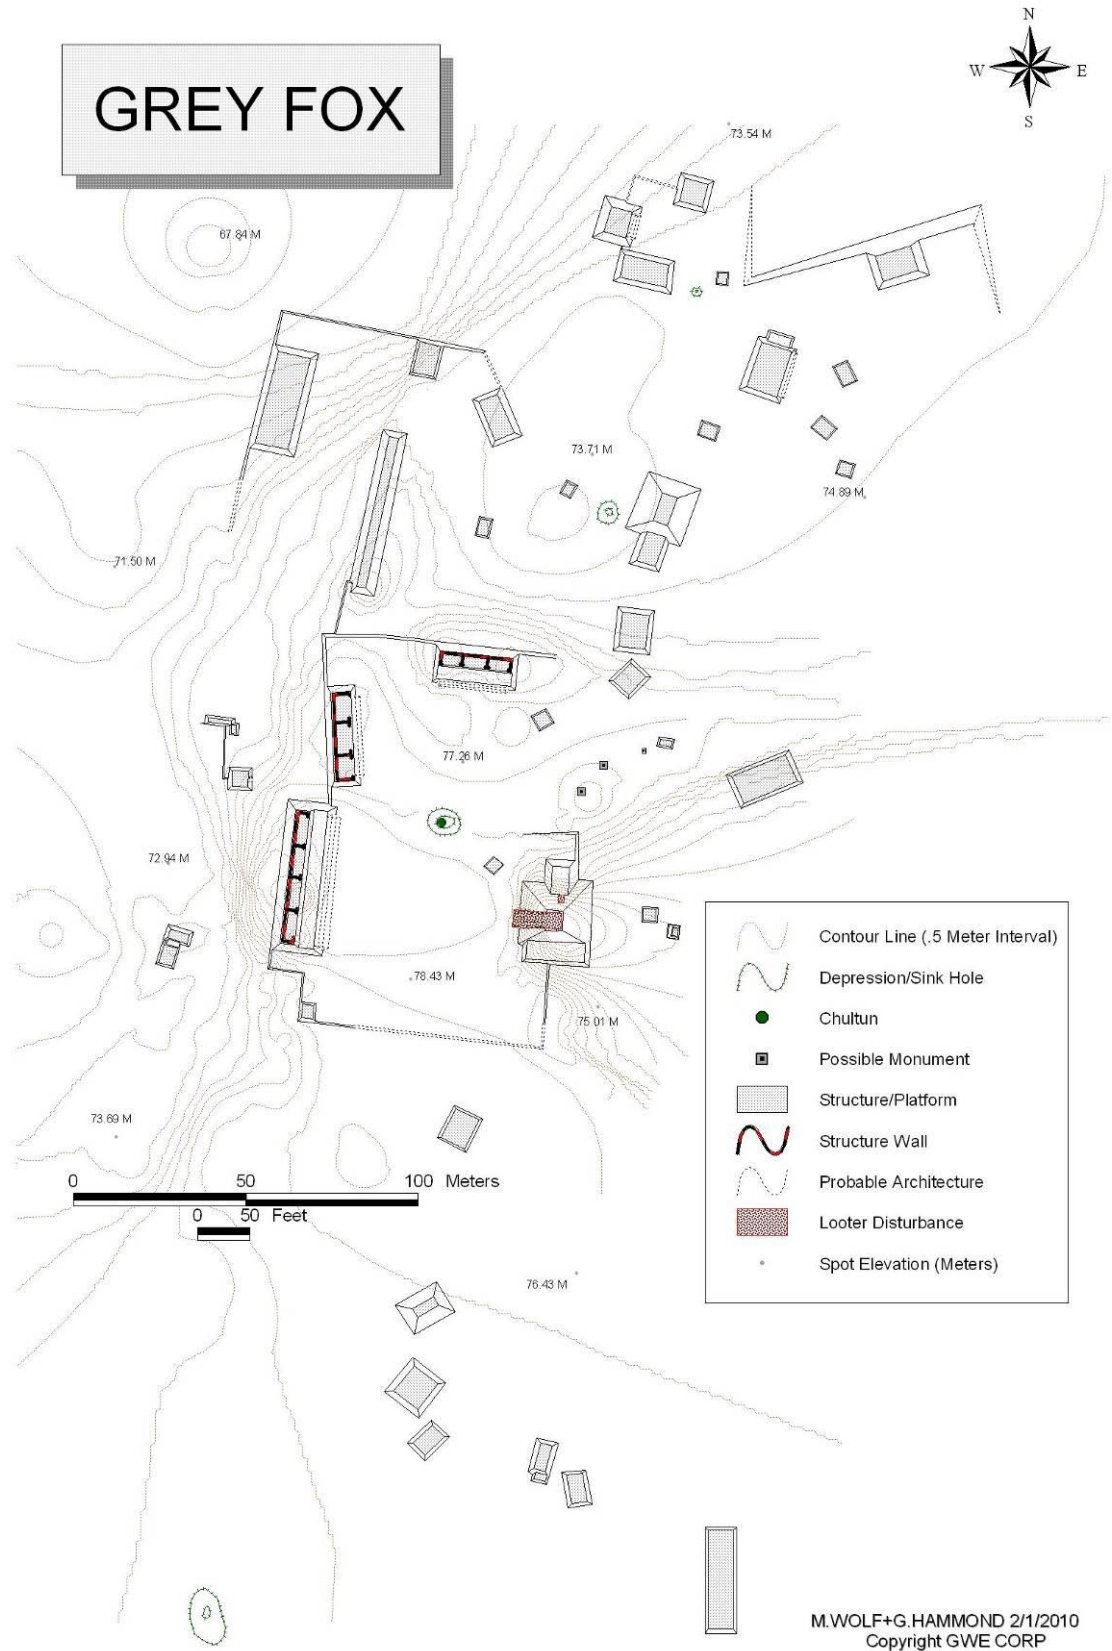 N
W E
S
GREY FOX
73.54 M
67.84 M
73.71 M
74.89 M
71.50 M
77.26 M
72.94 M
78.43 M
75.01 M
73.69 M
76.43 M
0 50 100 Meters
0 50 Feet
Contour Line (.5 Meter Interval)
Depression/Sink Hole
Chultun
Possible Monument
Structure/Platform
Structure Wall
Probable Architecture
Looter Disturbance
Spot Elevation (Meters)
M.WOLF+G.HAMMOND 2/1/2010
Copyright GWE CORP